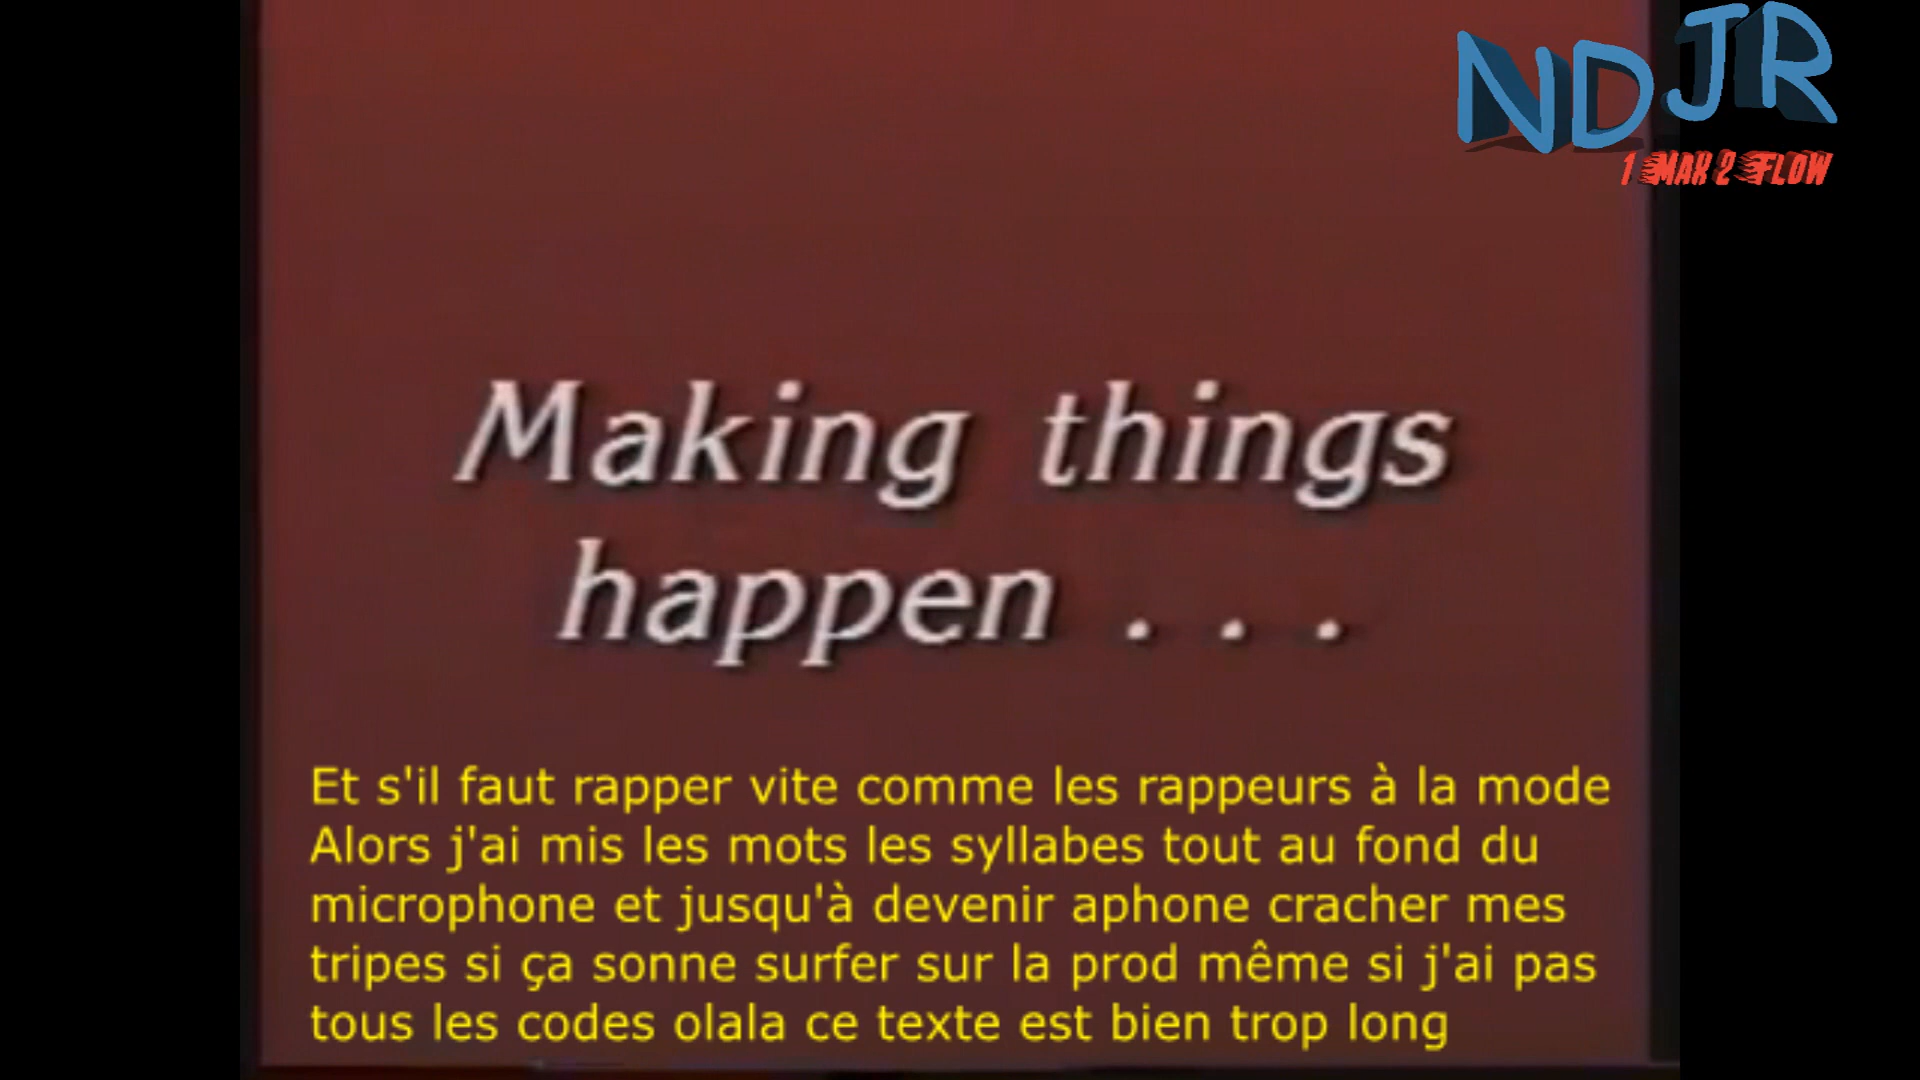 NDJR
1 MAX 2 FLOW
Making things
happen . . .
Et s'il faut rapper vite comme les rappeurs à la mode
Alors j'ai mis les mots les syllabes tout au fond du
microphone et jusqu'à devenir aphone cracher mes
tripes si ça sonne surfer sur la prod même si j'ai pas
tous les codes olala ce texte est bien trop long